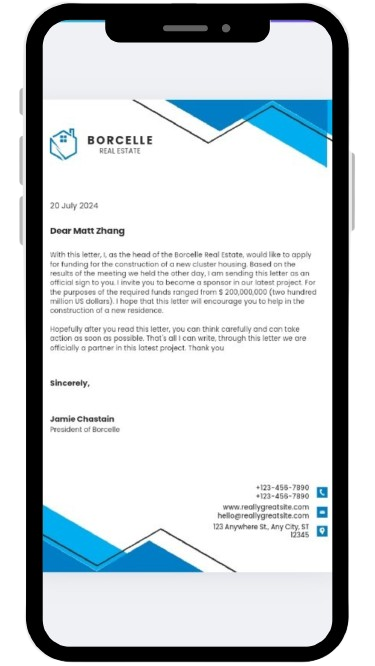 BORCELLE
REAL ESTATE
20 July 2024
Dear Matt Zhang
With this letter, I, as the head of the Borcelle Real Estate, would like to apply
for funding for the construction of a new cluster housing. Based on the
results of the meeting we held the other day, I am sending this letter as an
official sign to you. I invite you to become a sponsor in our latest project. For
the purposes of the required funds ranged from $ 200,000,000 (two hundred
million US dollars). I hope that this letter will encourage you to help in the
construction of a new residence.
Hopefully after you read this letter, you can think carefully and can take
action as soon as possible. That's all I can write, through this letter we are
officially a partner in this latest project. Thank you
Sincerely,
Jamie Chastain
President of Borcelle
+123-456-7890
+123-456-7890
www.reallygreatsite.com
hello@reallygreatsite.com
123 Anywhere St., Any City, ST
12345